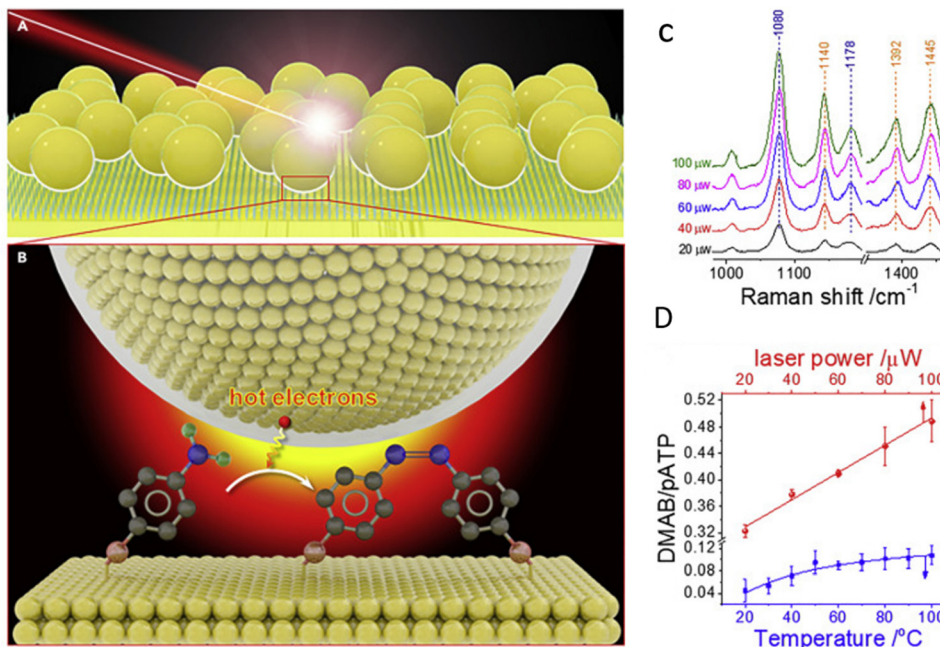 A
B
hot electrons
C
1080
1140
1178
1392
1445
100 μW
80 μW
60 μW
40 μW
20 μW
1000 1100 1400
Raman shift /cm-1
D
laser power /μW
20 40 60 80 100
0.52
0.48
0.40
0.36
0.32
0.12
0.08
0.04
DMAB/pATP
20 40 60 80 100
Temperature /ºC